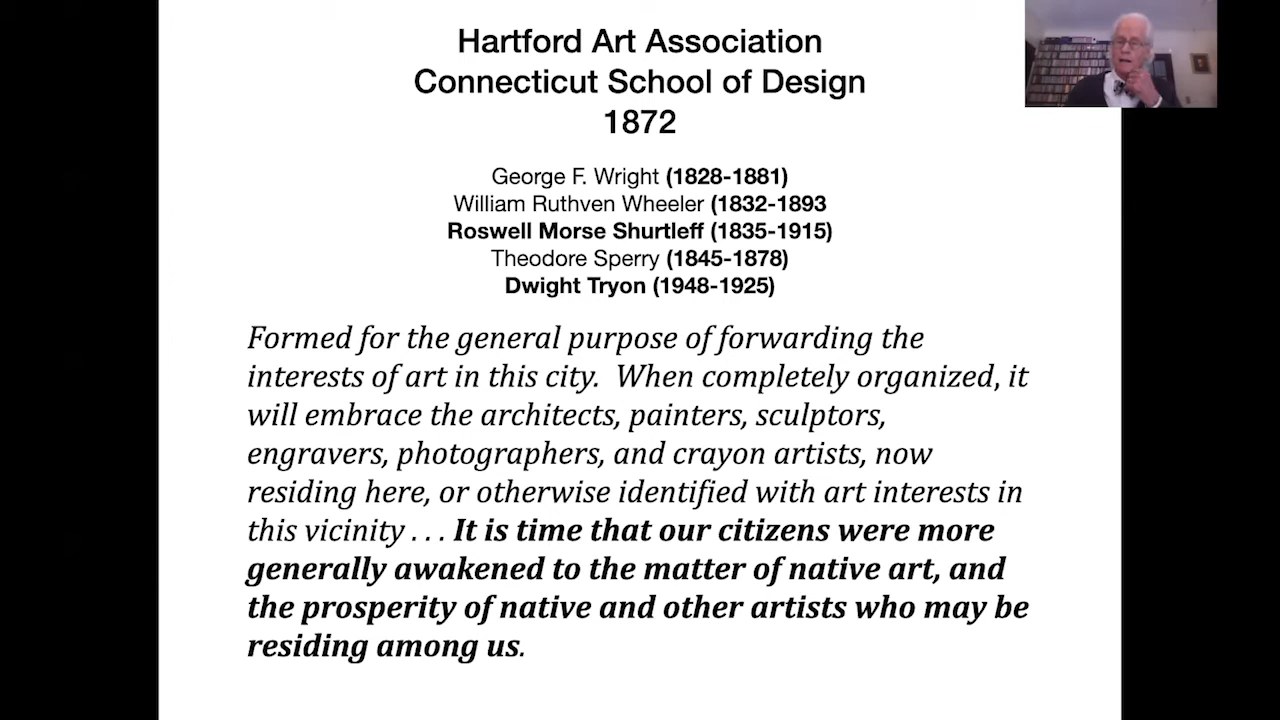 Hartford Art Association
Connecticut School of Design
1872
George F. Wright (1828-1881)
William Ruthven Wheeler (1832-1893
Roswell Morse Shurtleff (1835-1915)
Theodore Sperry (1845-1878)
Dwight Tryon (1948-1925)
Formed for the general purpose of forwarding the
interests of art in this city.  When completely organized, it
will embrace the architects, painters, sculptors,
engravers, photographers, and crayon artists, now
residing here, or otherwise identified with art interests in
this vicinity . . . It is time that our citizens were more
generally awakened to the matter of native art, and
the prosperity of native and other artists who may be
residing among us.